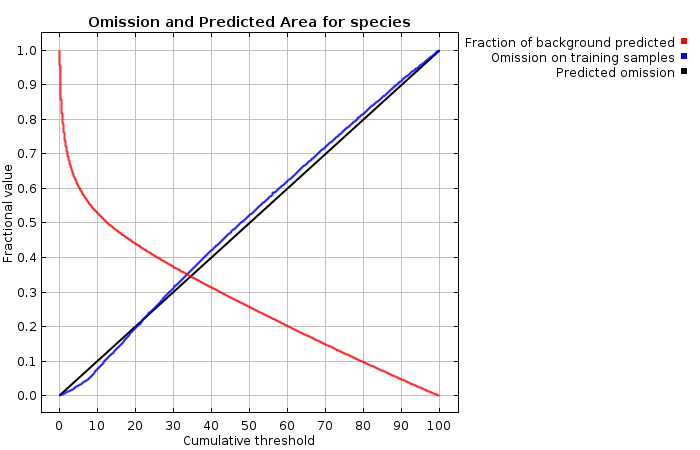 Omission and Predicted Area for species
Fraction of background predicted
Omission on training samples
Predicted omission
Fractional value
1.0
0.9
0.8
0.7
0.6
0.5
0.4
0.3
0.2
0.1
0.0
0 10 20 30 40 50 60 70 80 90 100
Cumulative threshold